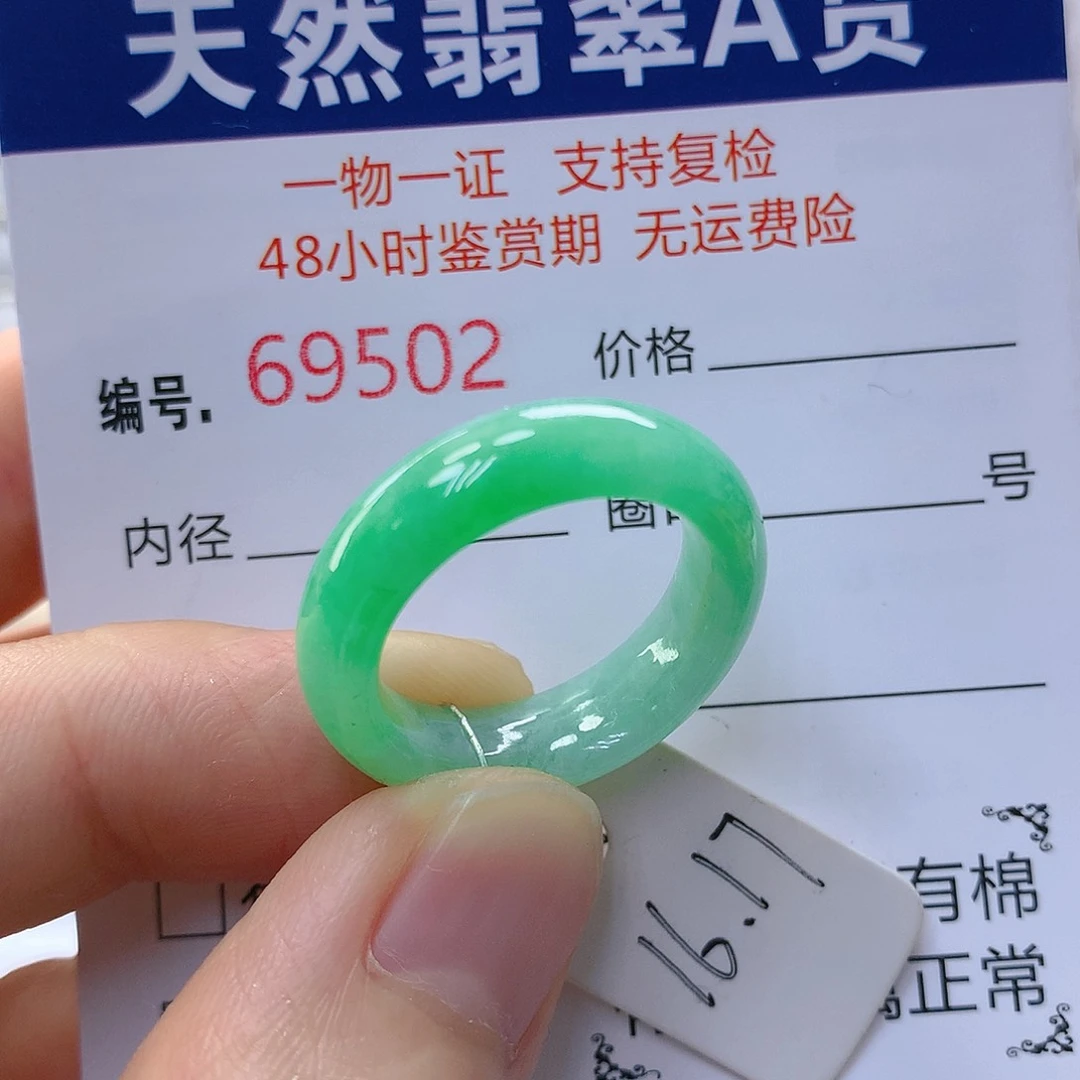 天然翡翠A货
一物一证 支持复检
48小时鉴赏期 无运费险
编号. 69502 价格
内径 圈口 号
16.17
有棉
正常